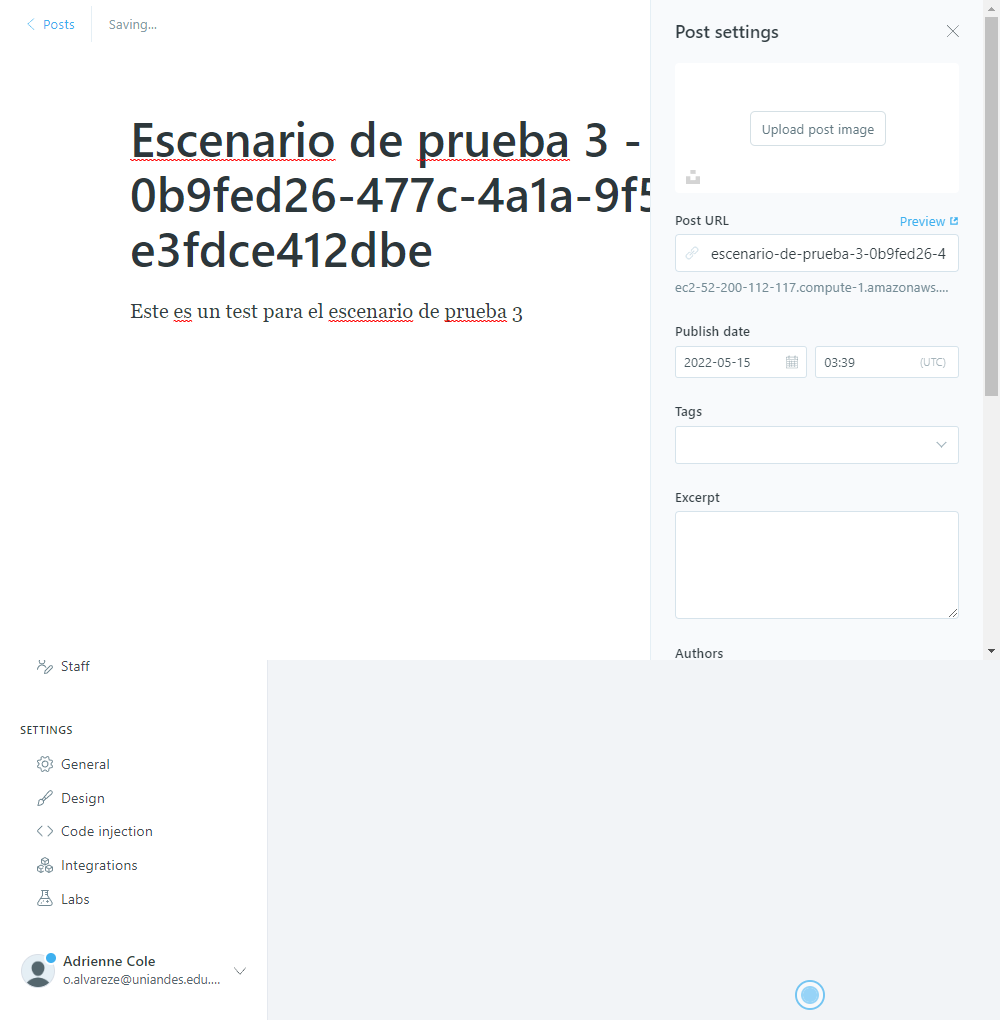 Posts
Saving...
Escenario de prueba 3 -
0b9fed26-477c-4a1a-9f5
e3fdce412dbe
Este es un test para el escenario de prueba 3
Post settings
Upload post image
Post URL
Preview
escenario-de-prueba-3-0b9fed26-4
ec2-52-200-112-117.compute-1.amazonaws....
Publish date
2022-05-15
03:39
(UTC)
Tags
Excerpt
Authors
Staff
SETTINGS
General
Design
Code injection
Integrations
Labs
Adrienne Cole
o.alvareze@uniandes.edu....